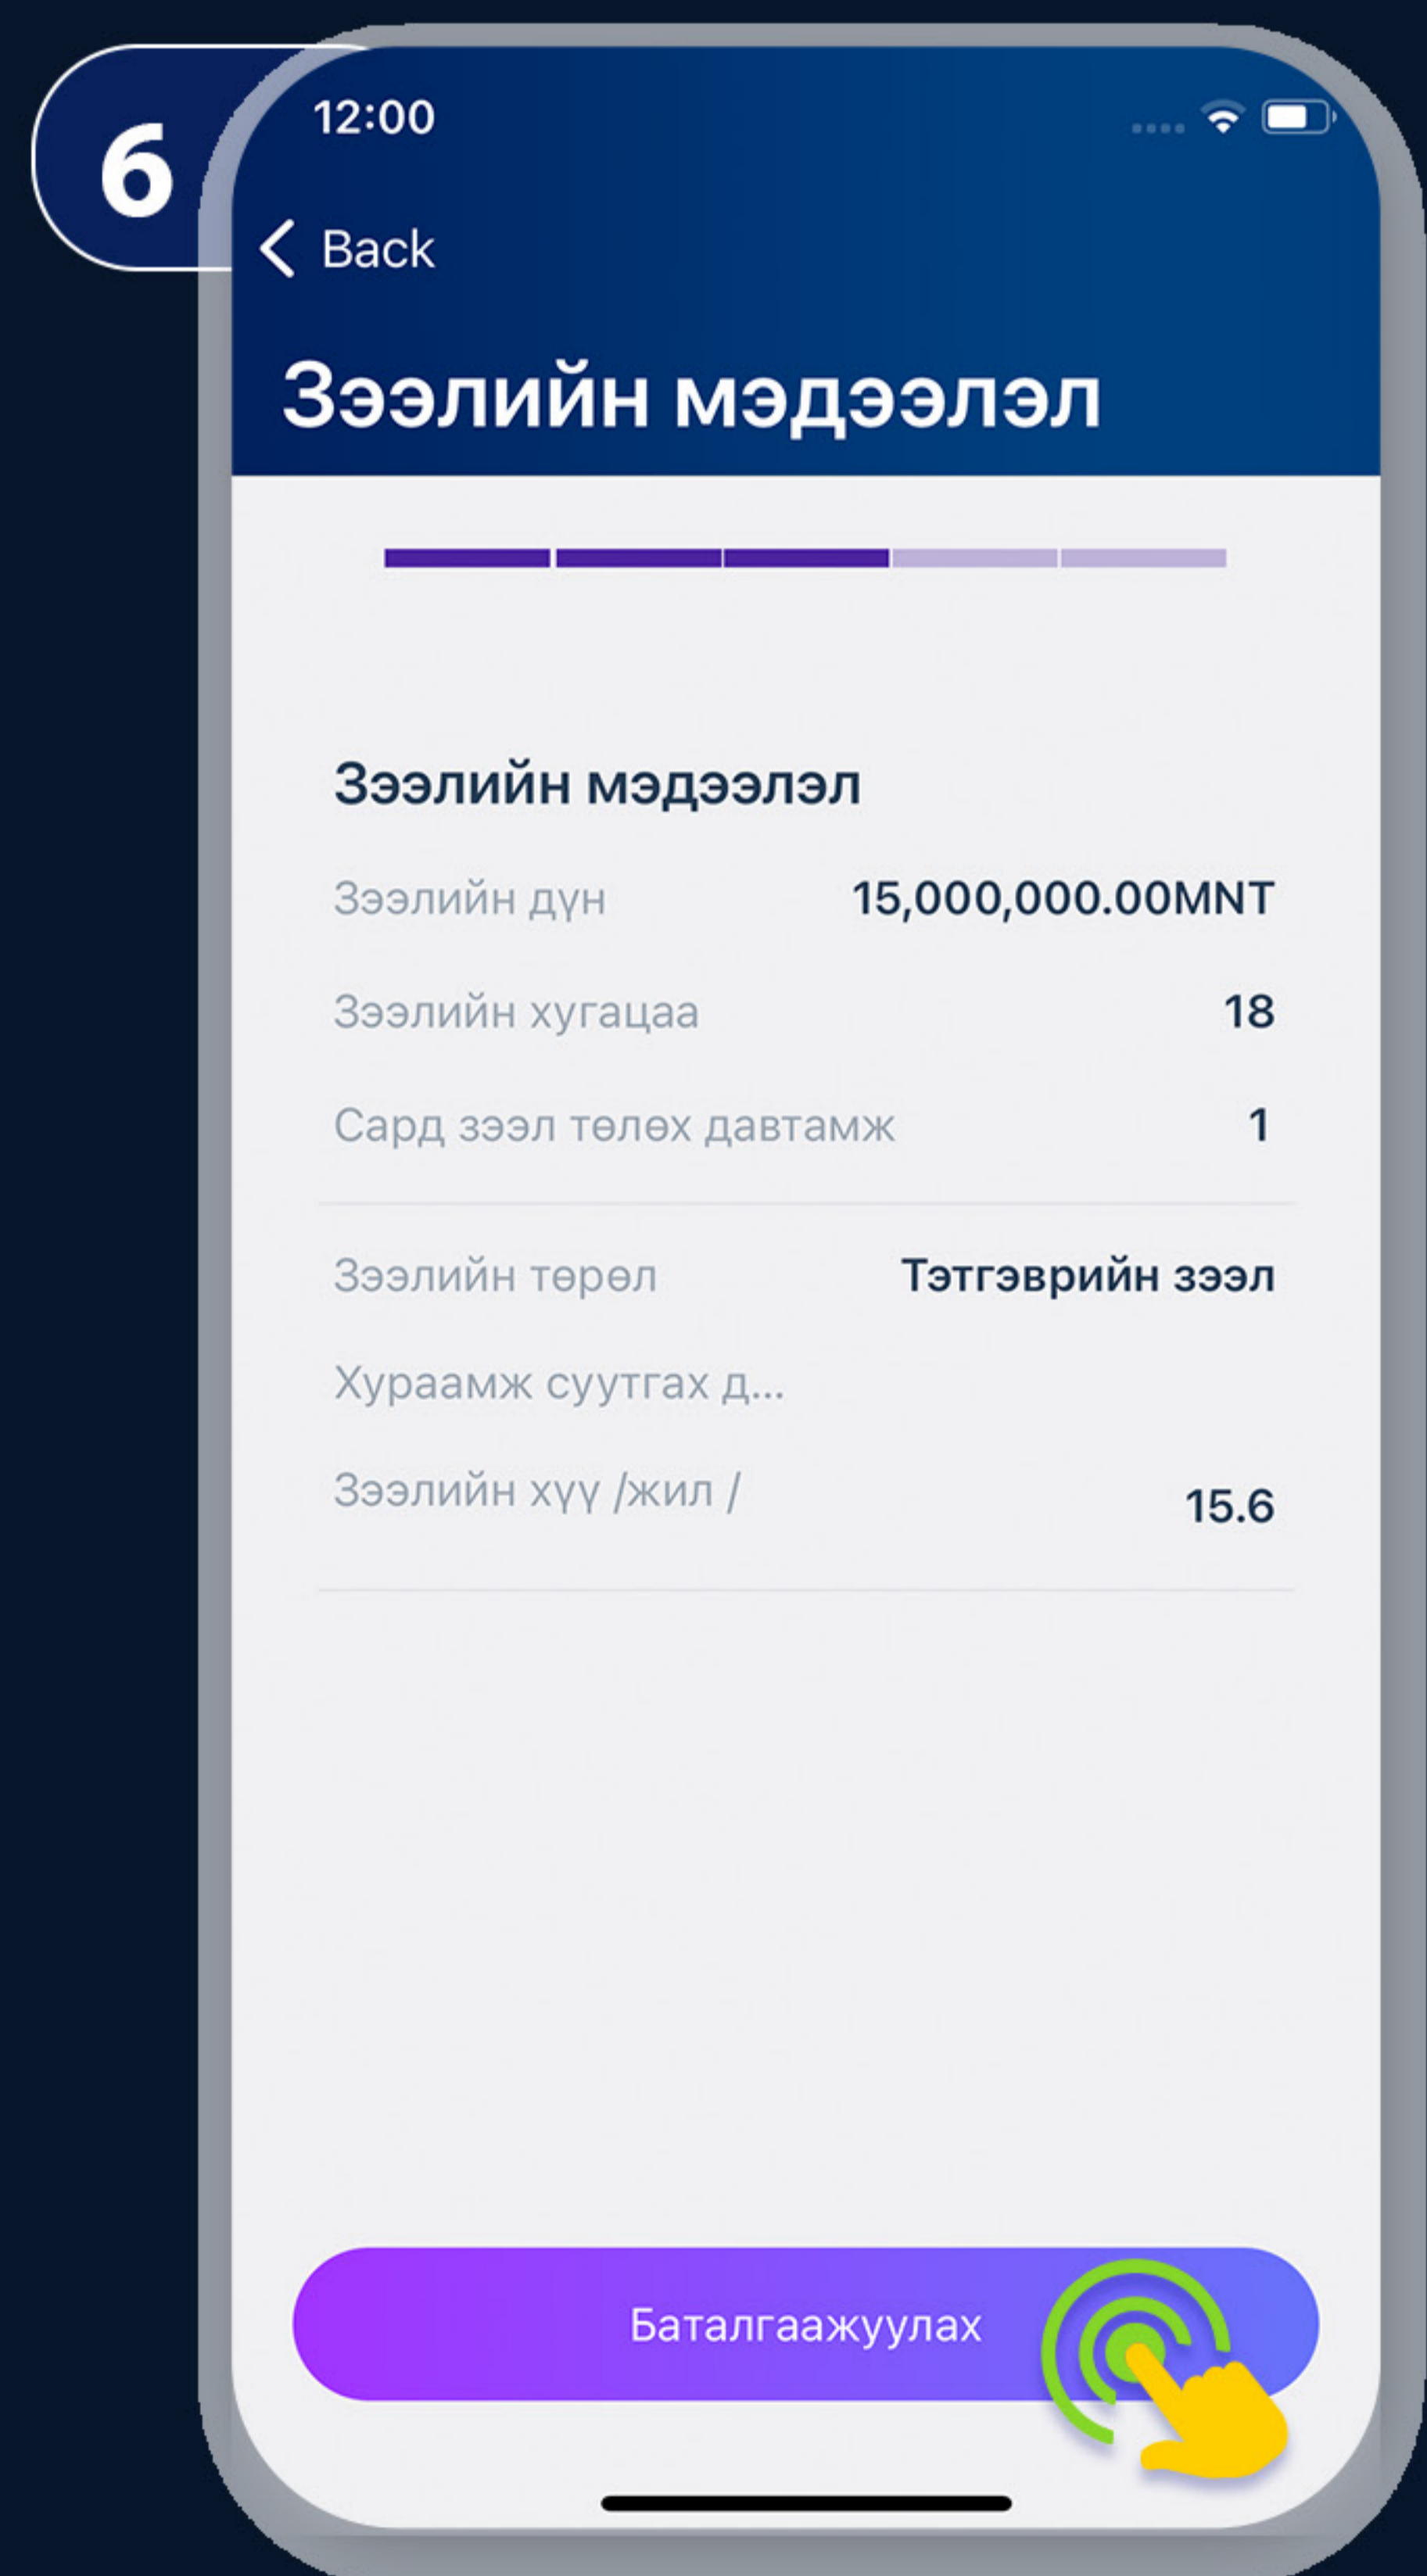 6
12:00
Back
Зээлийн мэдээлэл
Зээлийн мэдээлэл
Зээлийн дүн 15,000,000.00MNT
Зээлийн хугацаа 18
Сард зээл төлөх давтамж 1
Зээлийн төрөл Тэтгэврийн зээл
Хураамж суутгах д...
Зээлийн хүү /жил / 15.6
Баталгаажуулах